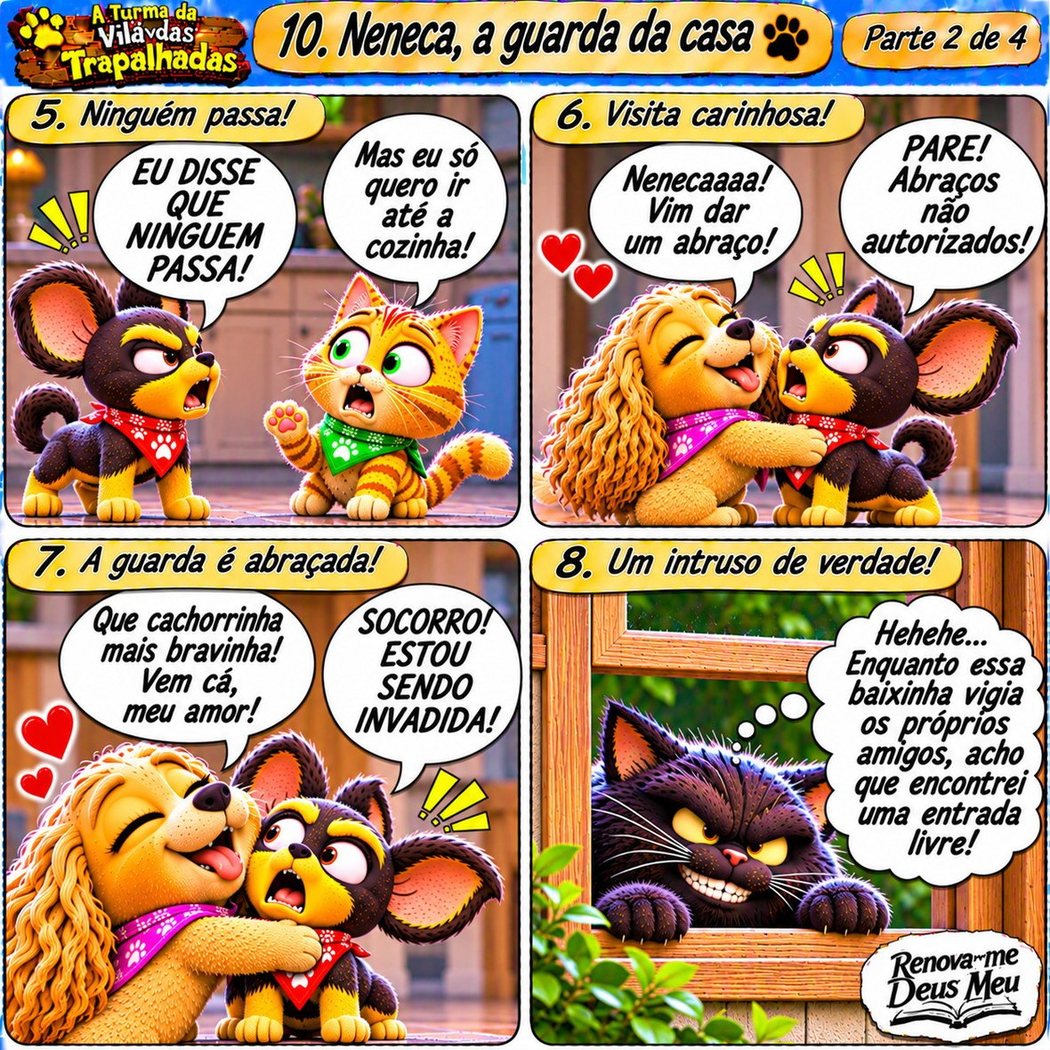 A Turma da
Vilavdas
Trapalhadas
10. Neneca, a guarda da casa
Parte 2 de 4
5. Ninguém passa!
EU DISSE
QUE
NINGUEM
PASSA!
Mas eu só
quero ir
até a
cozinha!
6. Visita carinhosa!
Nenecaaaa!
Vim dar
um abraço!
PARE!
Abraços
não
autorizados!
7. A guarda é abraçada!
Que cachorrinha
mais bravinha!
Vem cá,
meu amor!
SOCORRO!
ESTOU
SENDO
INVADIDA!
8. Um intruso de verdade!
Hehehe...
Enquanto essa
baixinha vigia
os próprios
amigos, acho
que encontrei
uma entrada
livre!
Renova-me
Deus Meu